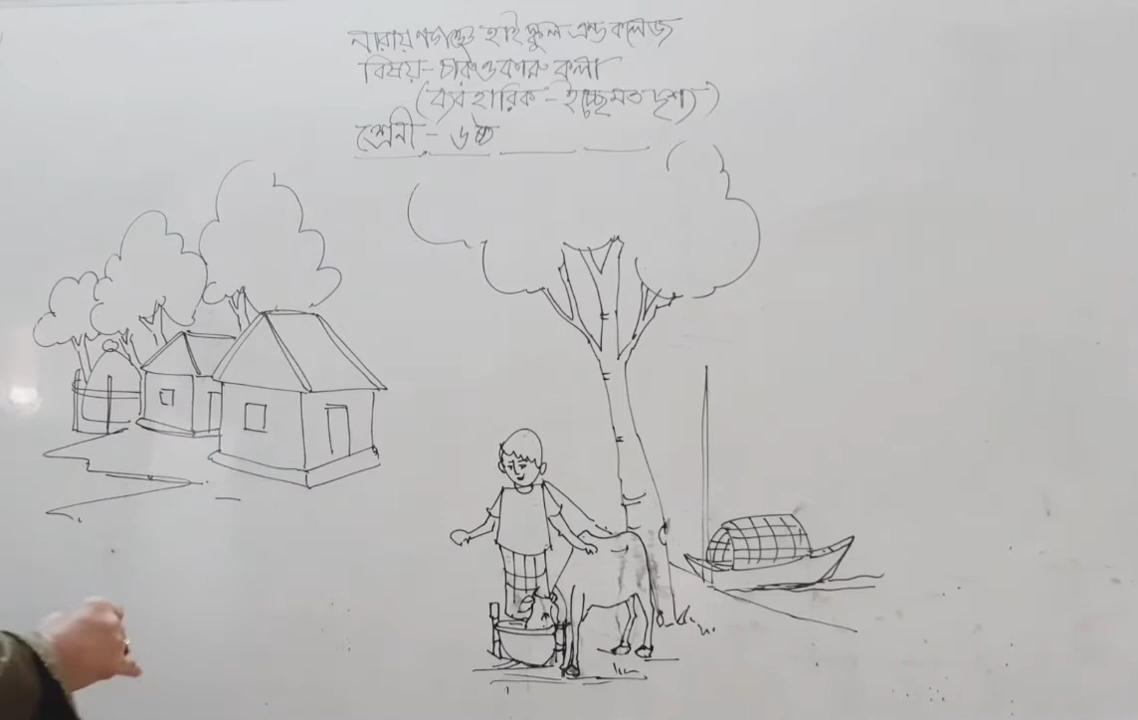 নারায়ণগঞ্জ হাই স্কুল এন্ড কলেজ
বিষয়- চারু ও কারু কলা
(ব্যবহারিক - ইচ্ছেমত দৃশ্য)
শ্রেনী - ৬ষ্ঠ